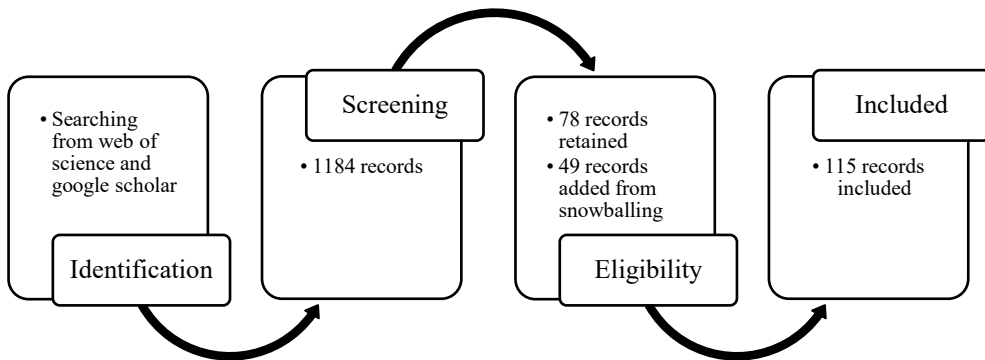 • Searching
from web of
science and
google scholar
Identification
Screening
• 1184 records
• 78 records
retained
• 49 records
added from
snowballing
Eligibility
Included
• 115 records
included